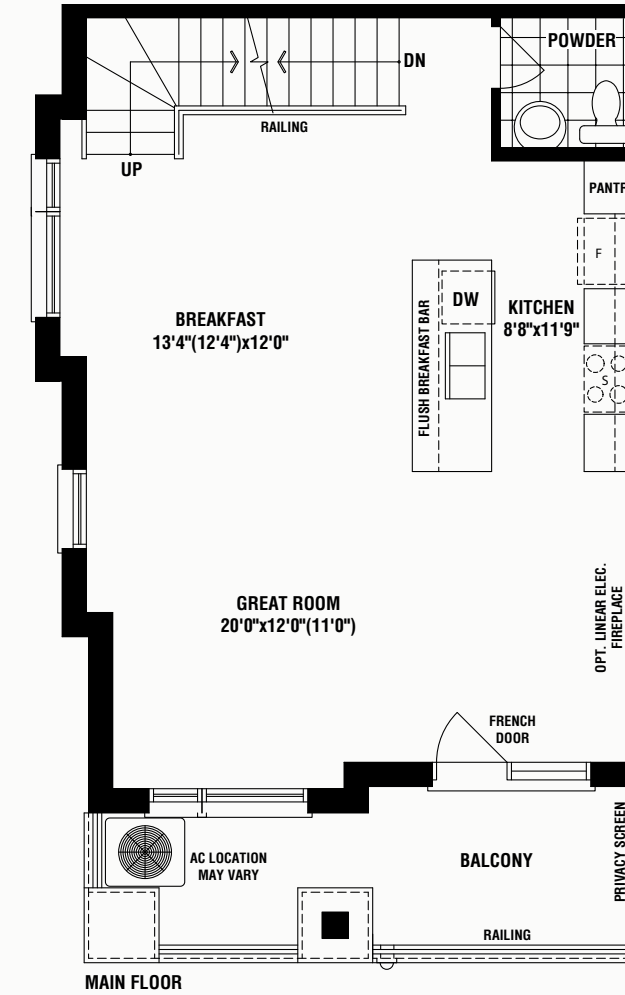 POWDER
DN
RAILING
UP
PANTR
F
DW
KITCHEN
8'8"x11'9"
BREAKFAST
13'4"(12'4")x12'0"
FLUSH BREAKFAST BAR
S
GREAT ROOM
20'0"x12'0"(11'0")
OPT. LINEAR ELEC.
FIREPLACE
FRENCH
DOOR
AC LOCATION
MAY VARY
BALCONY
PRIVACY SCREEN
RAILING
MAIN FLOOR